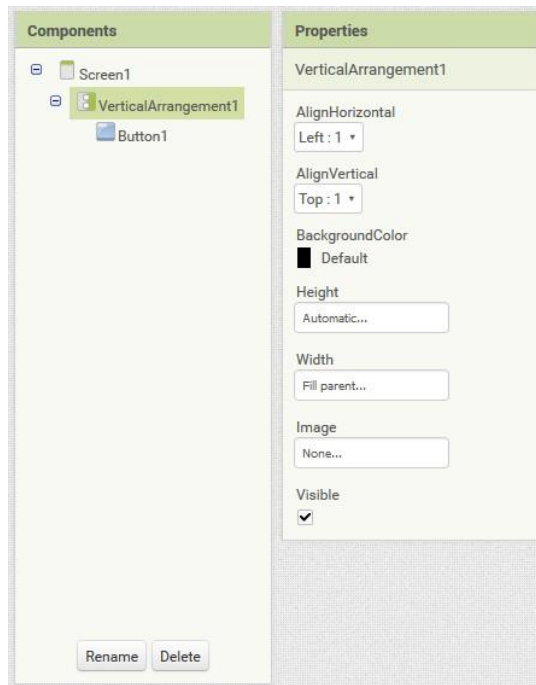 Components
Screen1
VerticalArrangement1
Button1
Rename Delete
Properties
VerticalArrangement1
AlignHorizontal
Left : 1
AlignVertical
Top : 1
BackgroundColor
Default
Height
Automatic...
Width
Fill parent...
Image
None...
Visible